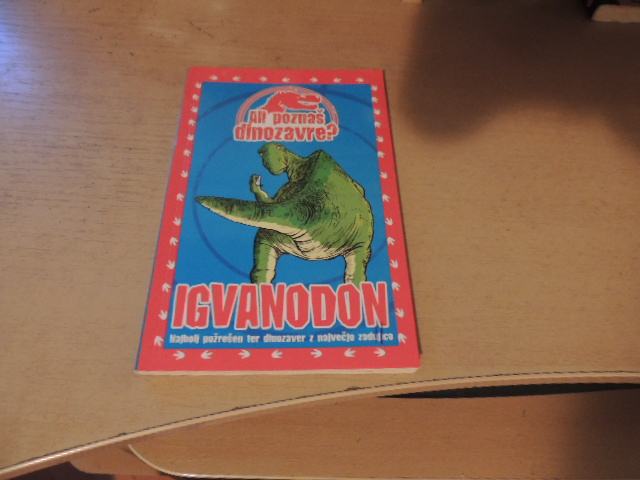 Ali poznaš
dinozavre?
IGVANODON
Najbolj požrešen ter dinozaver z največjo zadnjico